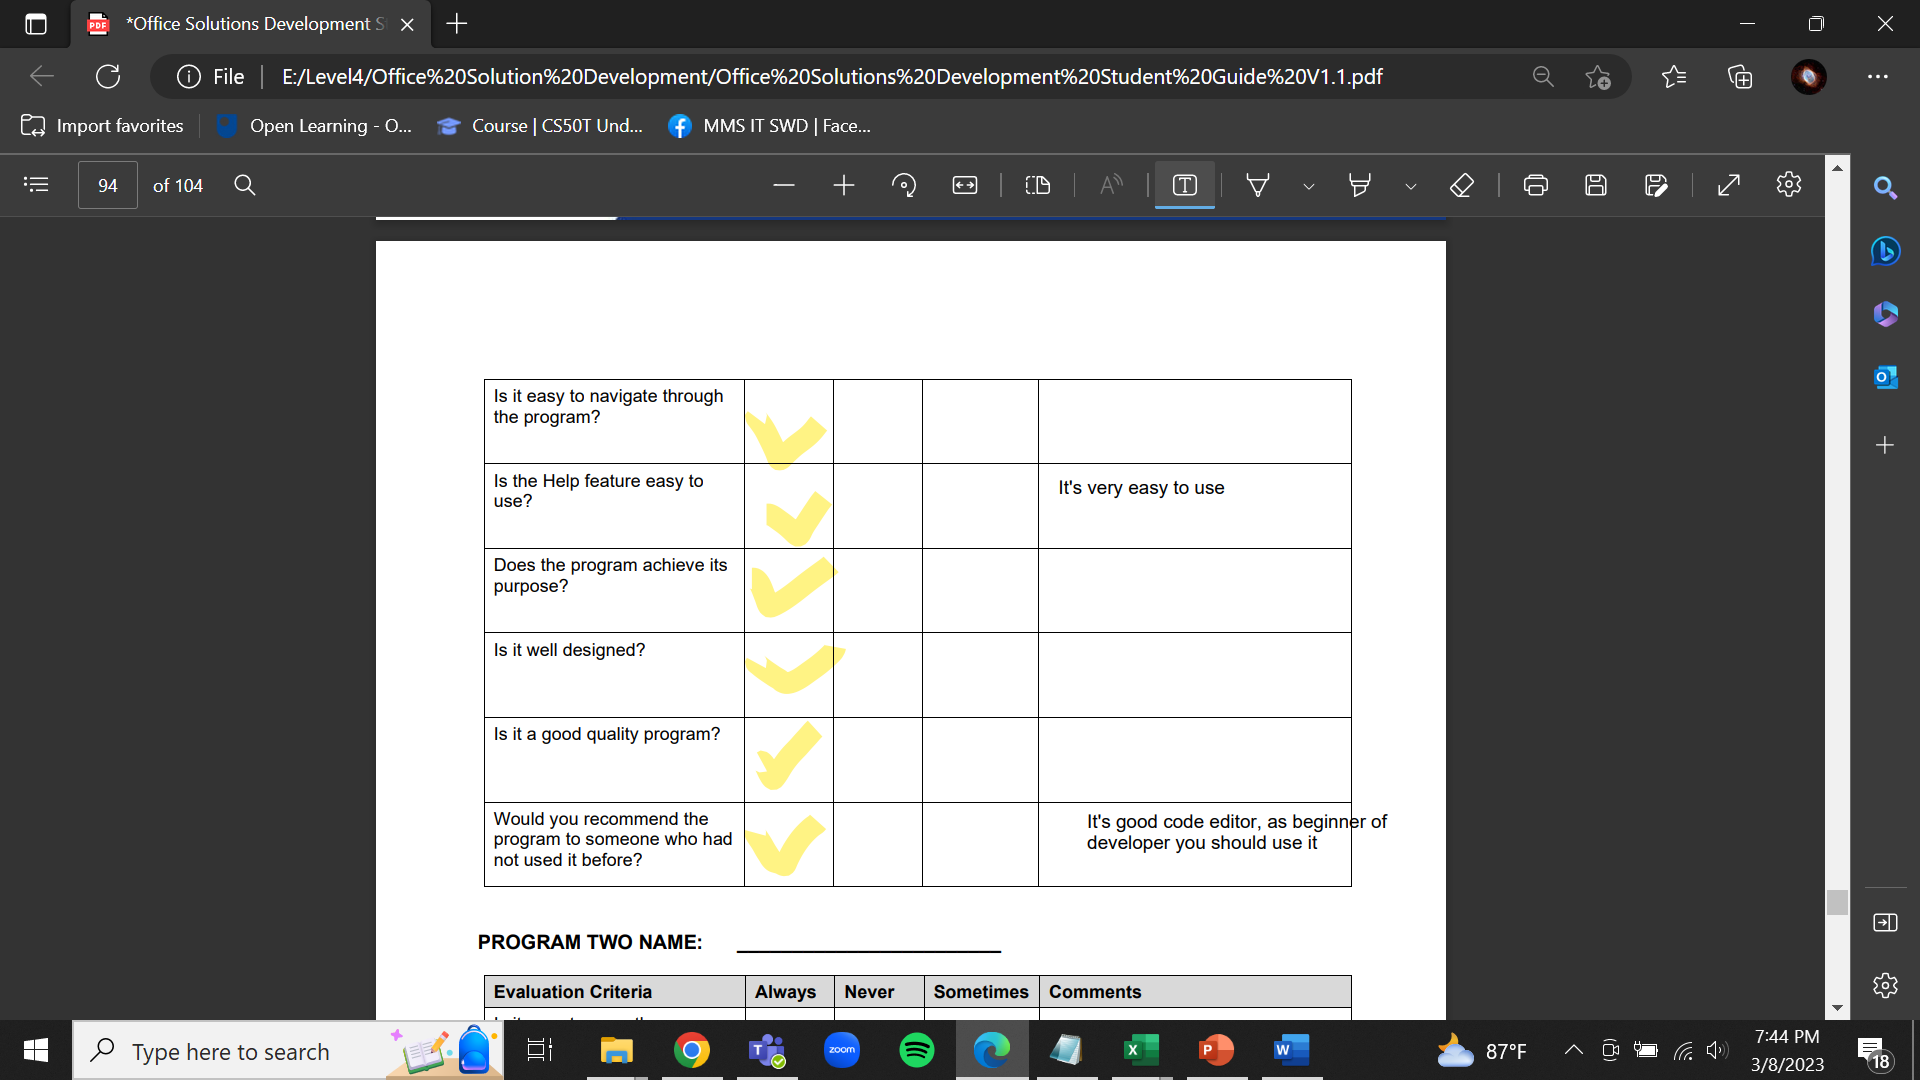 *Office Solutions Development S
File
E:/Level4/Office%20Solution%20Development/Office%20Solutions%20Development%20Student%20Guide%20V1.1.pdf
Import favorites
Open Learning - O...
Course | CS50T Und...
MMS IT SWD | Face...
94 of 104
Is it easy to navigate through
the program?
Is the Help feature easy to
use?
It's very easy to use
Does the program achieve its
purpose?
Is it well designed?
Is it a good quality program?
Would you recommend the
program to someone who had
not used it before?
It's good code editor, as beginner of
developer you should use it
PROGRAM TWO NAME:
Evaluation Criteria Always Never Sometimes Comments
Type here to search
zoom
87°F
7:44 PM
3/8/2023
18